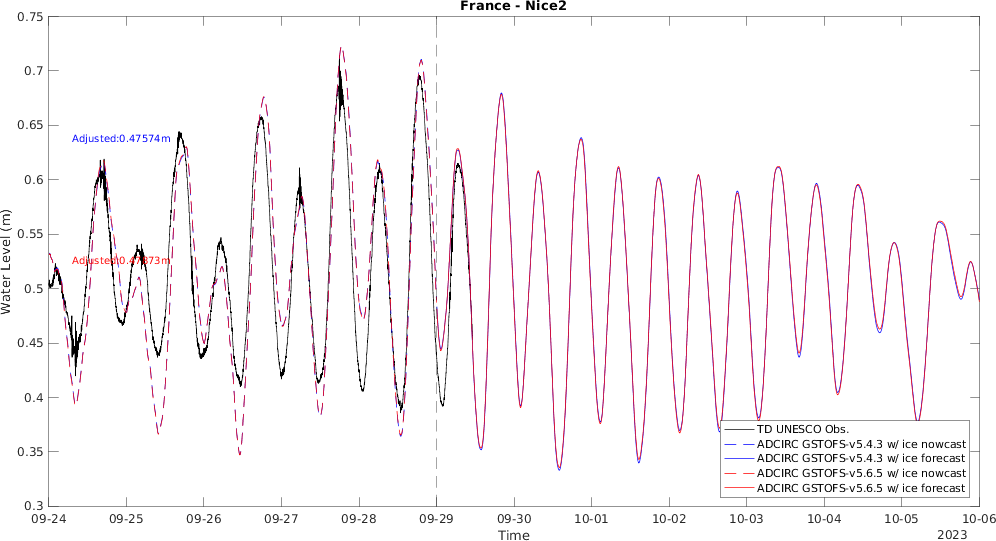 France - Nice2
0.75
0.7
0.65
0.6
0.55
0.5
0.45
0.4
0.35
0.3
Water Level (m)
Adjusted:0.47574m
Adjusted:0.47373m
TD UNESCO Obs.
ADCIRC GSTOFS-v5.4.3 w/ ice nowcast
ADCIRC GSTOFS-v5.4.3 w/ ice forecast
ADCIRC GSTOFS-v5.6.5 w/ ice nowcast
ADCIRC GSTOFS-v5.6.5 w/ ice forecast
09-24 09-25 09-26 09-27 09-28 09-29 09-30 10-01 10-02 10-03 10-04 10-05 10-06
Time
2023